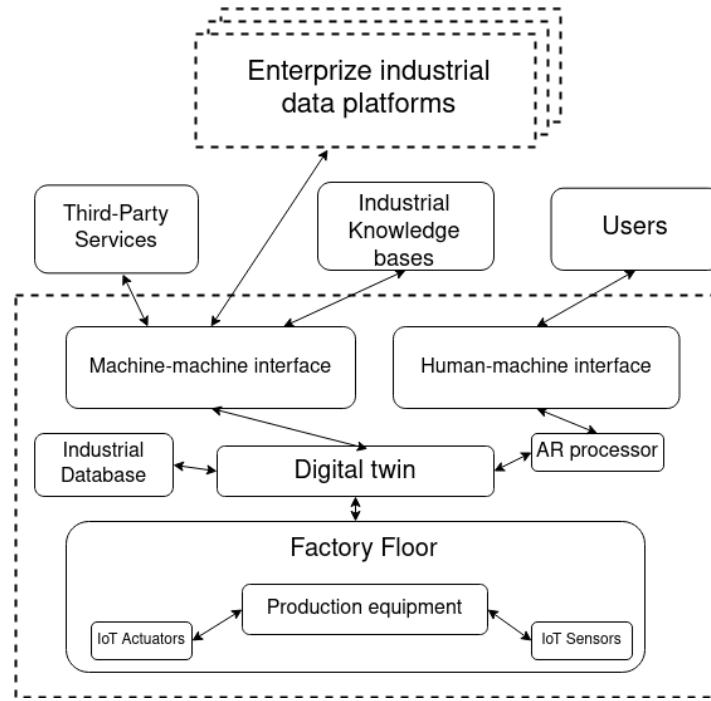 Enterprize industrial
data platforms
Third-Party
Services
Industrial
Knowledge
bases
Users
Machine-machine interface
Human-machine interface
Industrial
Database
Digital twin
AR processor
Factory Floor
Production equipment
IoT Actuators
IoT Sensors